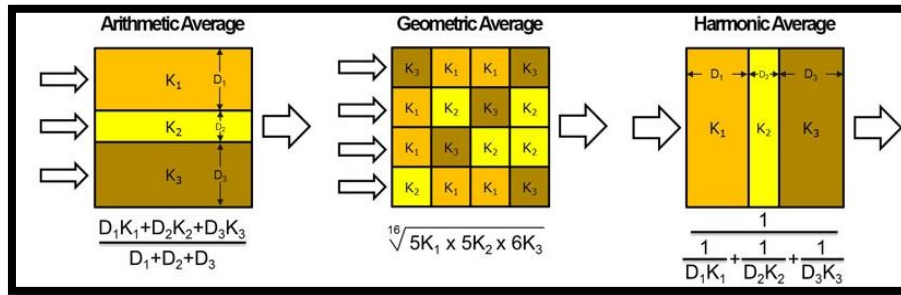 Arithmetic Average
K₁ D₁
K₂ D₂
K₃ D₃
D₁K₁+D₂K₂+D₃K₃
D₁+D₂+D₃
Geometric Average
K₃ K₁ K₁ K₃
K₁ K₂ K₃ K₂
K₁ K₃ K₂ K₂
K₂ K₁ K₁ K₃
¹⁶√5K₁ x 5K₂ x 6K₃
Harmonic Average
D₁ D₂ D₃
K₁ K₂ K₃
1
1 1 1
+ +
D₁K₁ D₂K₂ D₃K₃